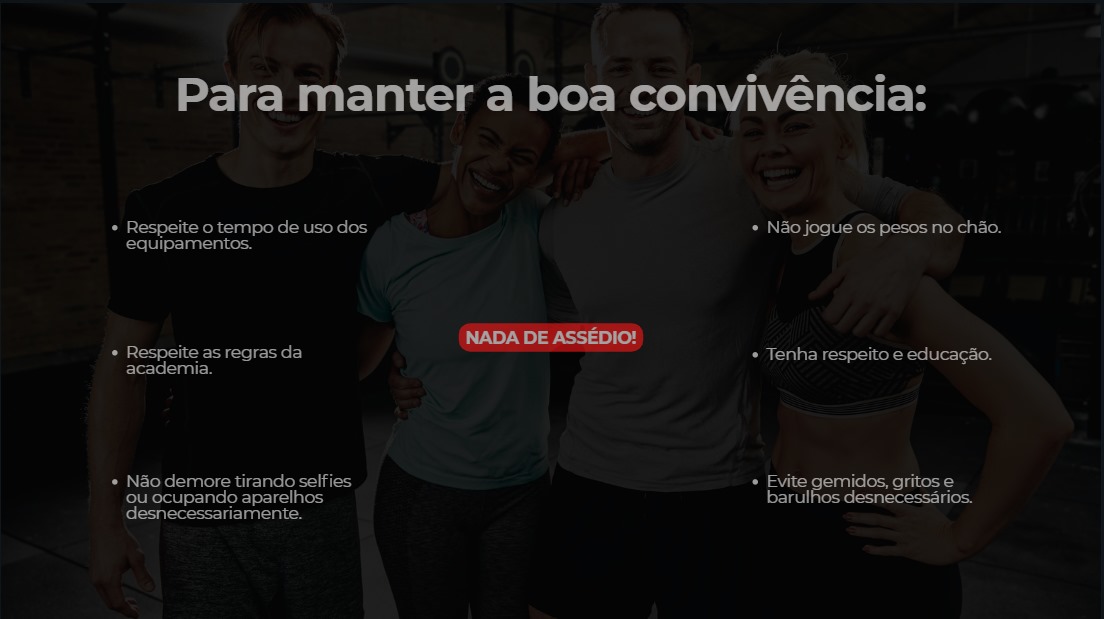 Para manter a boa convivência:
• Respeite o tempo de uso dos
equipamentos.
• Respeite as regras da
academia.
• Não demore tirando selfies
ou ocupando aparelhos
desnecessariamente.
NADA DE ASSÉDIO!
• Não jogue os pesos no chão.
• Tenha respeito e educação.
• Evite gemidos, gritos e
barulhos desnecessários.